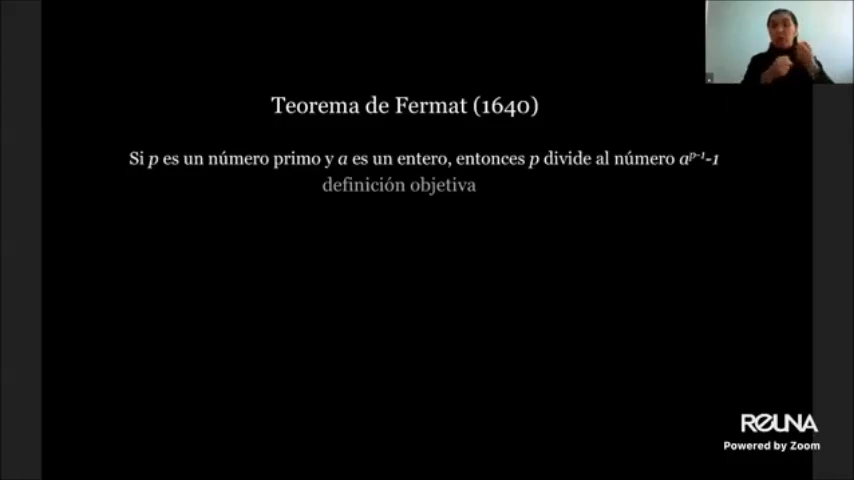 Teorema de Fermat (1640)
Si p es un número primo y a es un entero, entonces p divide al número aᵖ⁻¹-1
definición objetiva
REUNA
Powered by Zoom